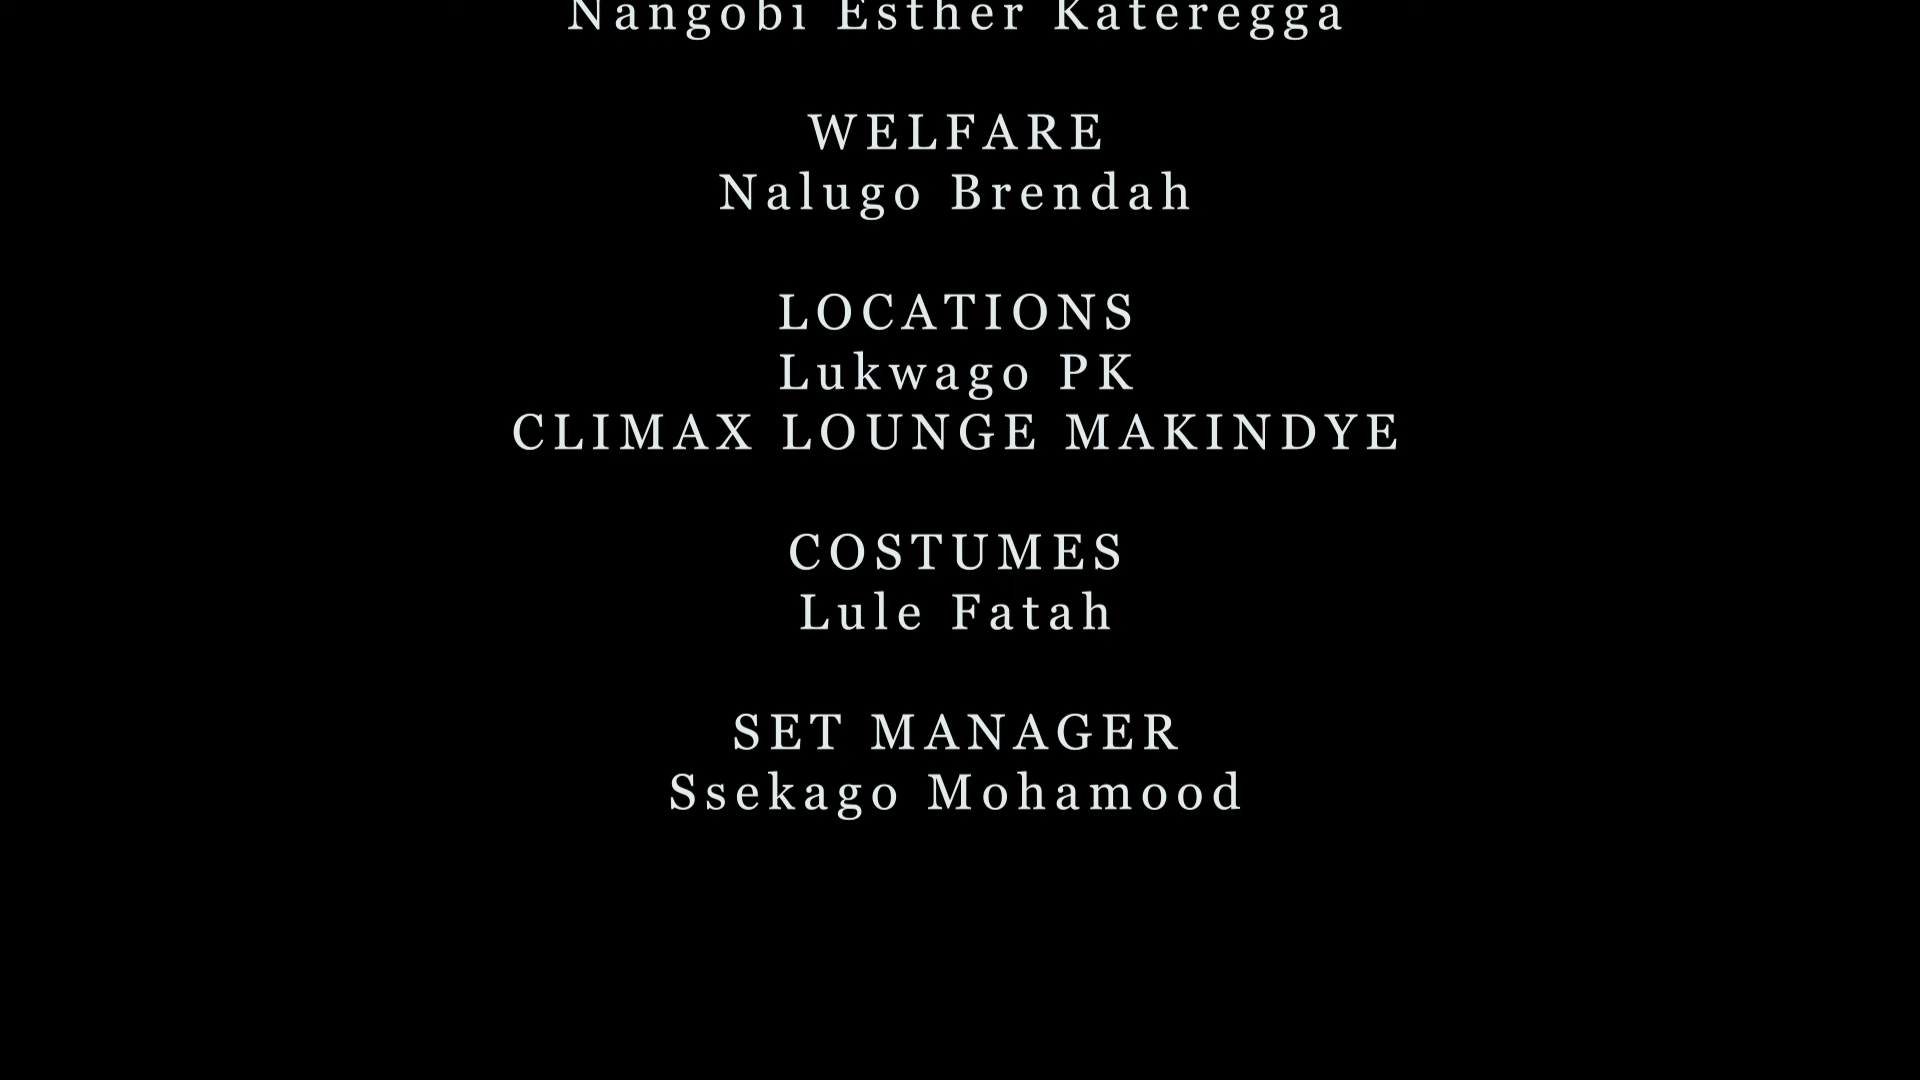 Nangobi Esther Kateregga
WELFARE
Nalugo Brendah
LOCATIONS
Lukwago PK
CLIMAX LOUNGE MAKINDYE
COSTUMES
Lule Fatah
SET MANAGER
Ssekago Mohamood